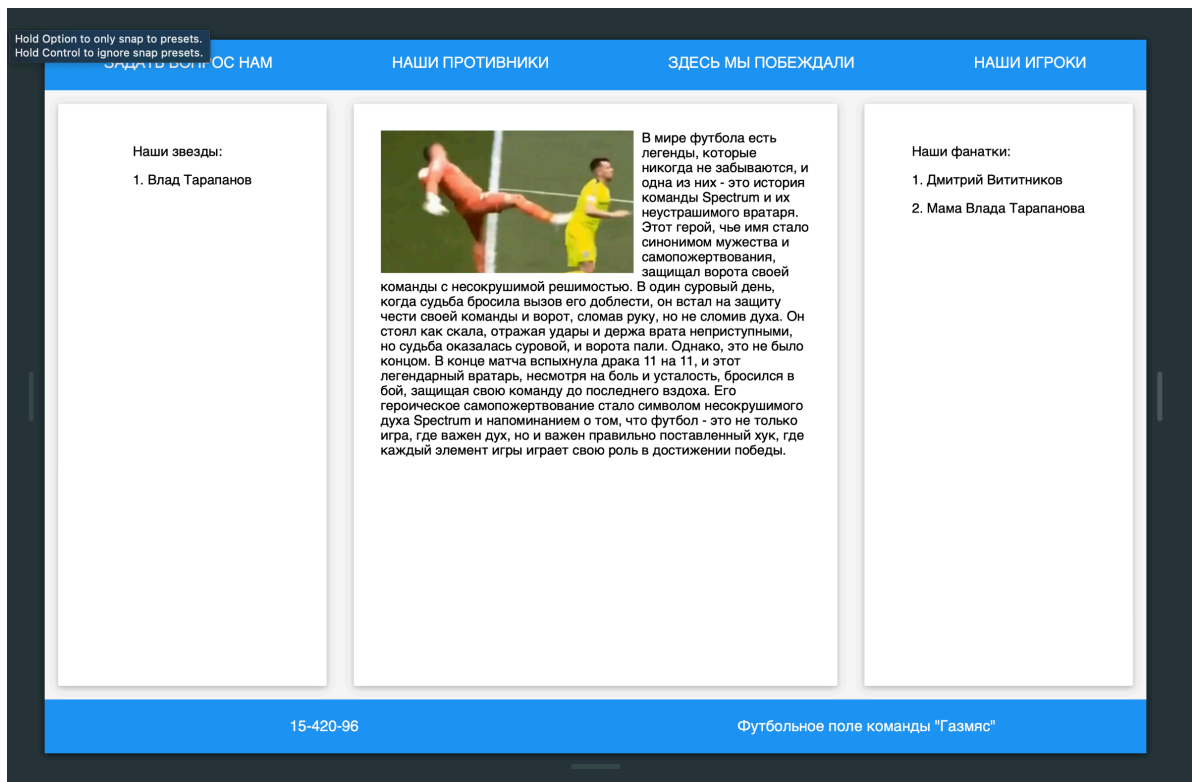 Hold Option to only snap to presets.
Hold Control to ignore snap presets.
ЗАДАТЬ ВОПРОС НАМ
НАШИ ПРОТИВНИКИ
ЗДЕСЬ МЫ ПОБЕЖДАЛИ
НАШИ ИГРОКИ
Наши звезды:
1. Влад Тарапанов
В мире футбола есть
легенды, которые
никогда не забываются, и
одна из них - это история
команды Spectrum и их
неустрашимого вратаря.
Этот герой, чье имя стало
синонимом мужества и
самопожертвования,
защищал ворота своей
команды с несокрушимой решимостью. В один суровый день,
когда судьба бросила вызов его доблести, он встал на защиту
чести своей команды и ворот, сломав руку, но не сломив духа. Он
стоял как скала, отражая удары и держа врата неприступными,
но судьба оказалась суровой, и ворота пали. Однако, это не было
концом. В конце матча вспыхнула драка 11 на 11, и этот
легендарный вратарь, несмотря на боль и усталость, бросился в
бой, защищая свою команду до последнего вздоха. Его
героическое самопожертвование стало символом несокрушимого
духа Spectrum и напоминанием о том, что футбол - это не только
игра, где важен дух, но и важен правильно поставленный хук, где
каждый элемент игры играет свою роль в достижении победы.
Наши фанатки:
1. Дмитрий Вититников
2. Мама Влада Тарапанова
15-420-96
Футбольное поле команды "Газмяс"